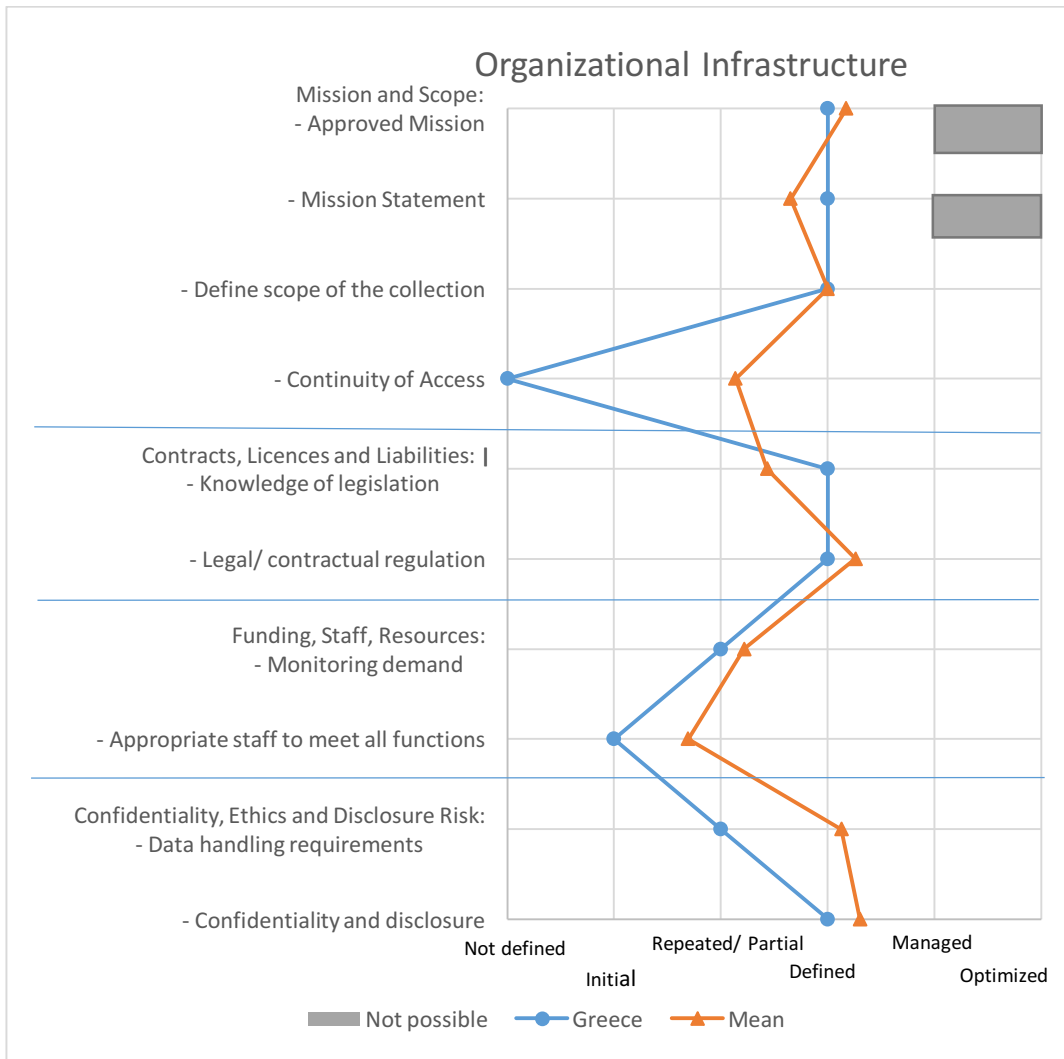 Organizational Infrastructure
Mission and Scope:
- Approved Mission
- Mission Statement
- Define scope of the collection
- Continuity of Access
Contracts, Licences and Liabilities: |
- Knowledge of legislation
- Legal/ contractual regulation
Funding, Staff, Resources:
- Monitoring demand
- Appropriate staff to meet all functions
Confidentiality, Ethics and Disclosure Risk:
- Data handling requirements
- Confidentiality and disclosure
Not defined
Initial
Repeated/ Partial
Defined
Managed
Optimized
Not possible
Greece
Mean